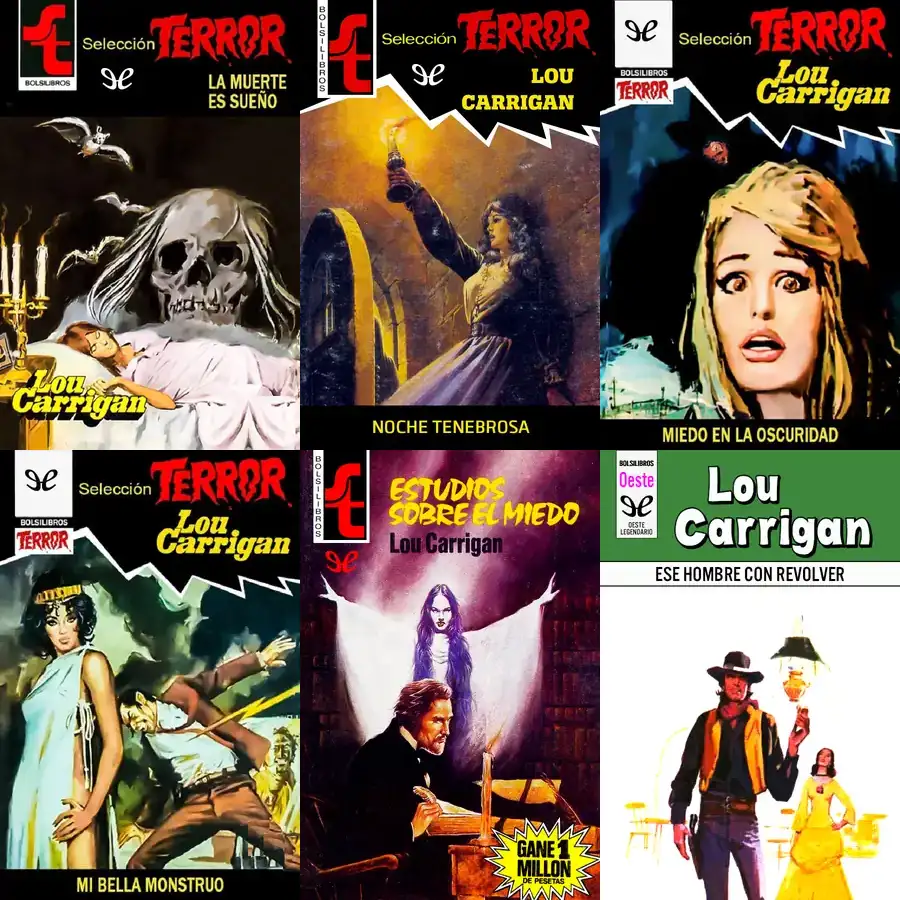 BOLSILIBROS
Selección TERROR
LA MUERTE
ES SUEÑO
Lou
Carrigan
BOLSILIBROS
Selección TERROR
LOU
CARRIGAN
NOCHE TENEBROSA
Selección TERROR
BOLSILIBROS
TERROR
Lou
Carrigan
MIEDO EN LA OSCURIDAD
Selección TERROR
BOLSILIBROS
TERROR
Lou
Carrigan
MI BELLA MONSTRUO
BOLSILIBROS
ESTUDIOS
SOBRE EL MIEDO
Lou Carrigan
GANE 1
MILLON
DE PESETAS
BOLSILIBROS
Oeste
OESTE
LEGENDARIO
Lou
Carrigan
ESE HOMBRE CON REVOLVER